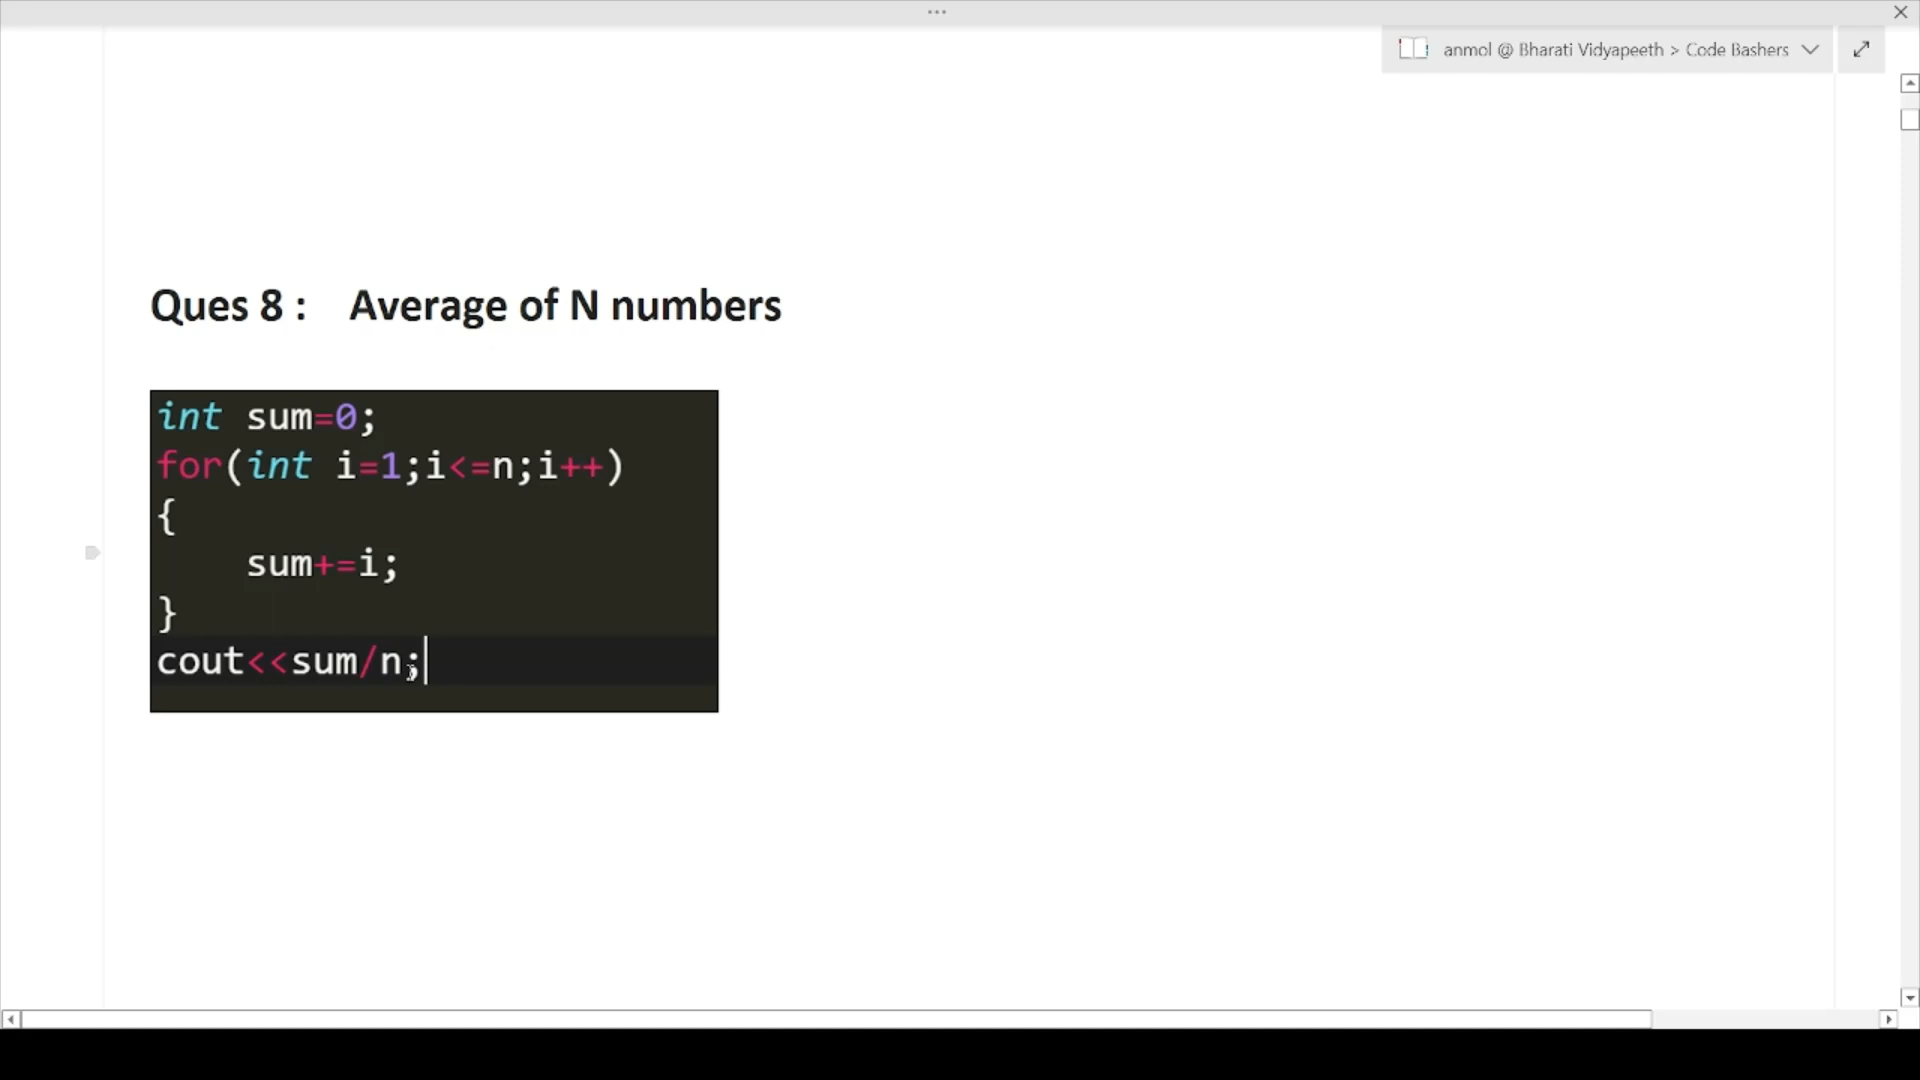 anmol @ Bharati Vidyapeeth > Code Bashers
Ques 8 : Average of N numbers
int sum=0;
for(int i=1;i<=n;i++)
{
sum+=i;
}
cout<<sum/n;